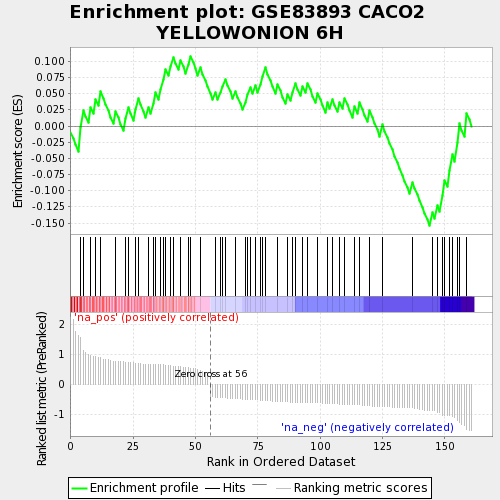 Enrichment plot: GSE83893 CACO2
YELLOWONION 6H
Enrichment score (ES)
0.100
0.075
0.050
0.025
0.000
-0.025
-0.050
-0.075
-0.100
-0.125
-0.150
'na_pos' (positively correlated)
Ranked list metric (PreRanked)
2
1
0
-1
Zero cross at 56
'na_neg' (negatively correlated)
0
25
50
75
100
125
150
Rank in Ordered Dataset
Enrichment profile
Hits
Ranking metric scores